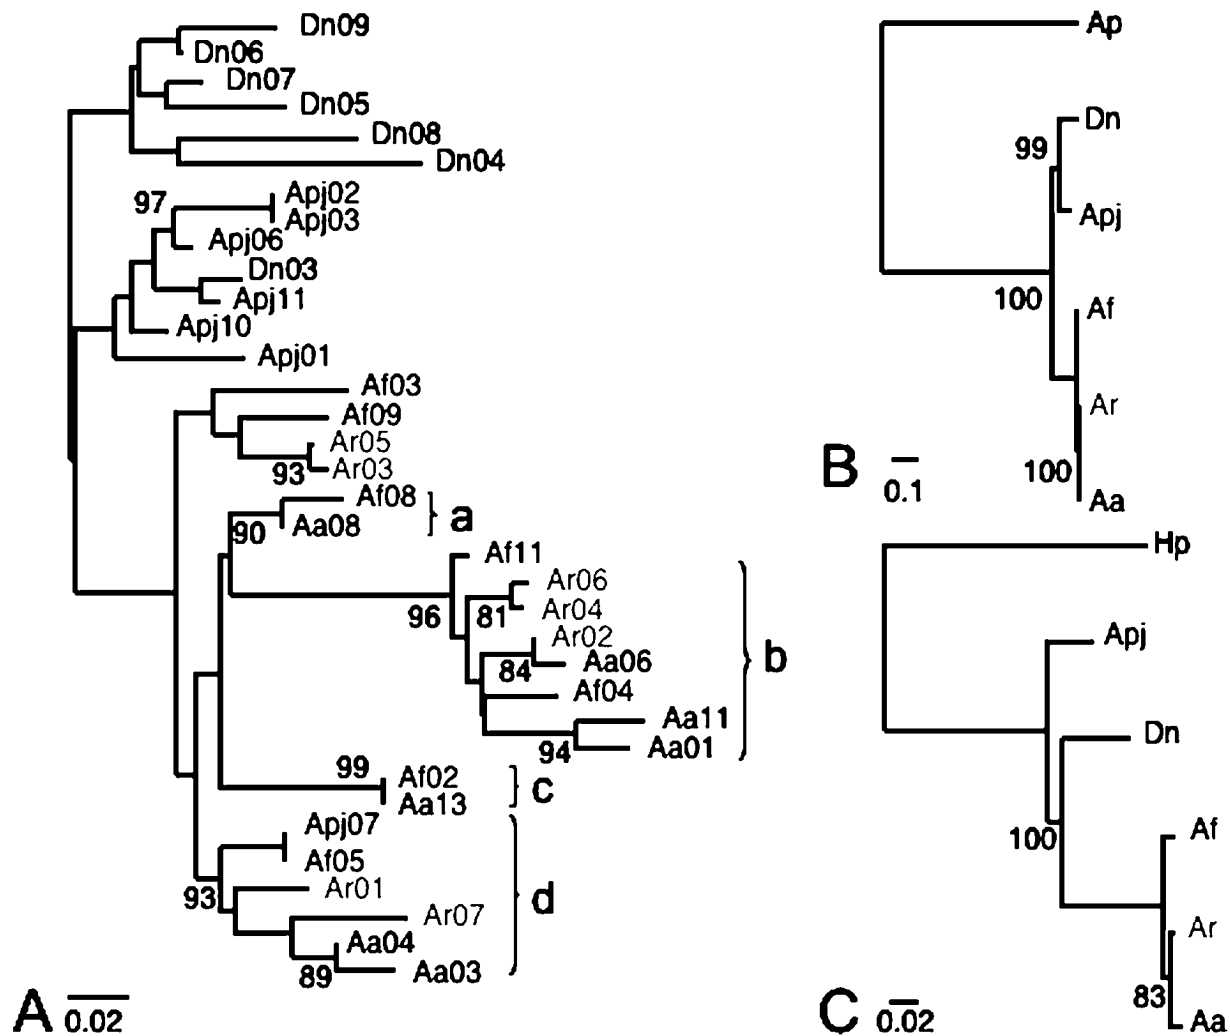 Dn09
Dn06
Dn07
Dn05
Dn08
Dn04
97
Apj02
Apj03
Apj06
Dn03
Apj11
Apj10
Apj01
Af03
Af09
Ar05
93
Ar03
Af08
90
Aa08
a
Af11
96
Ar06
81
Ar04
Ar02
84
Aa06
Af04
Aa11
94
Aa01
b
99
Af02
Aa13
c
Apj07
Af05
93
Ar01
Ar07
Aa04
89
Aa03
d
A
0.02
Ap
Dn
99
Apj
100
Af
Ar
100
Aa
B
0.1
Hp
Apj
Dn
100
Af
Ar
83
Aa
C
0.02